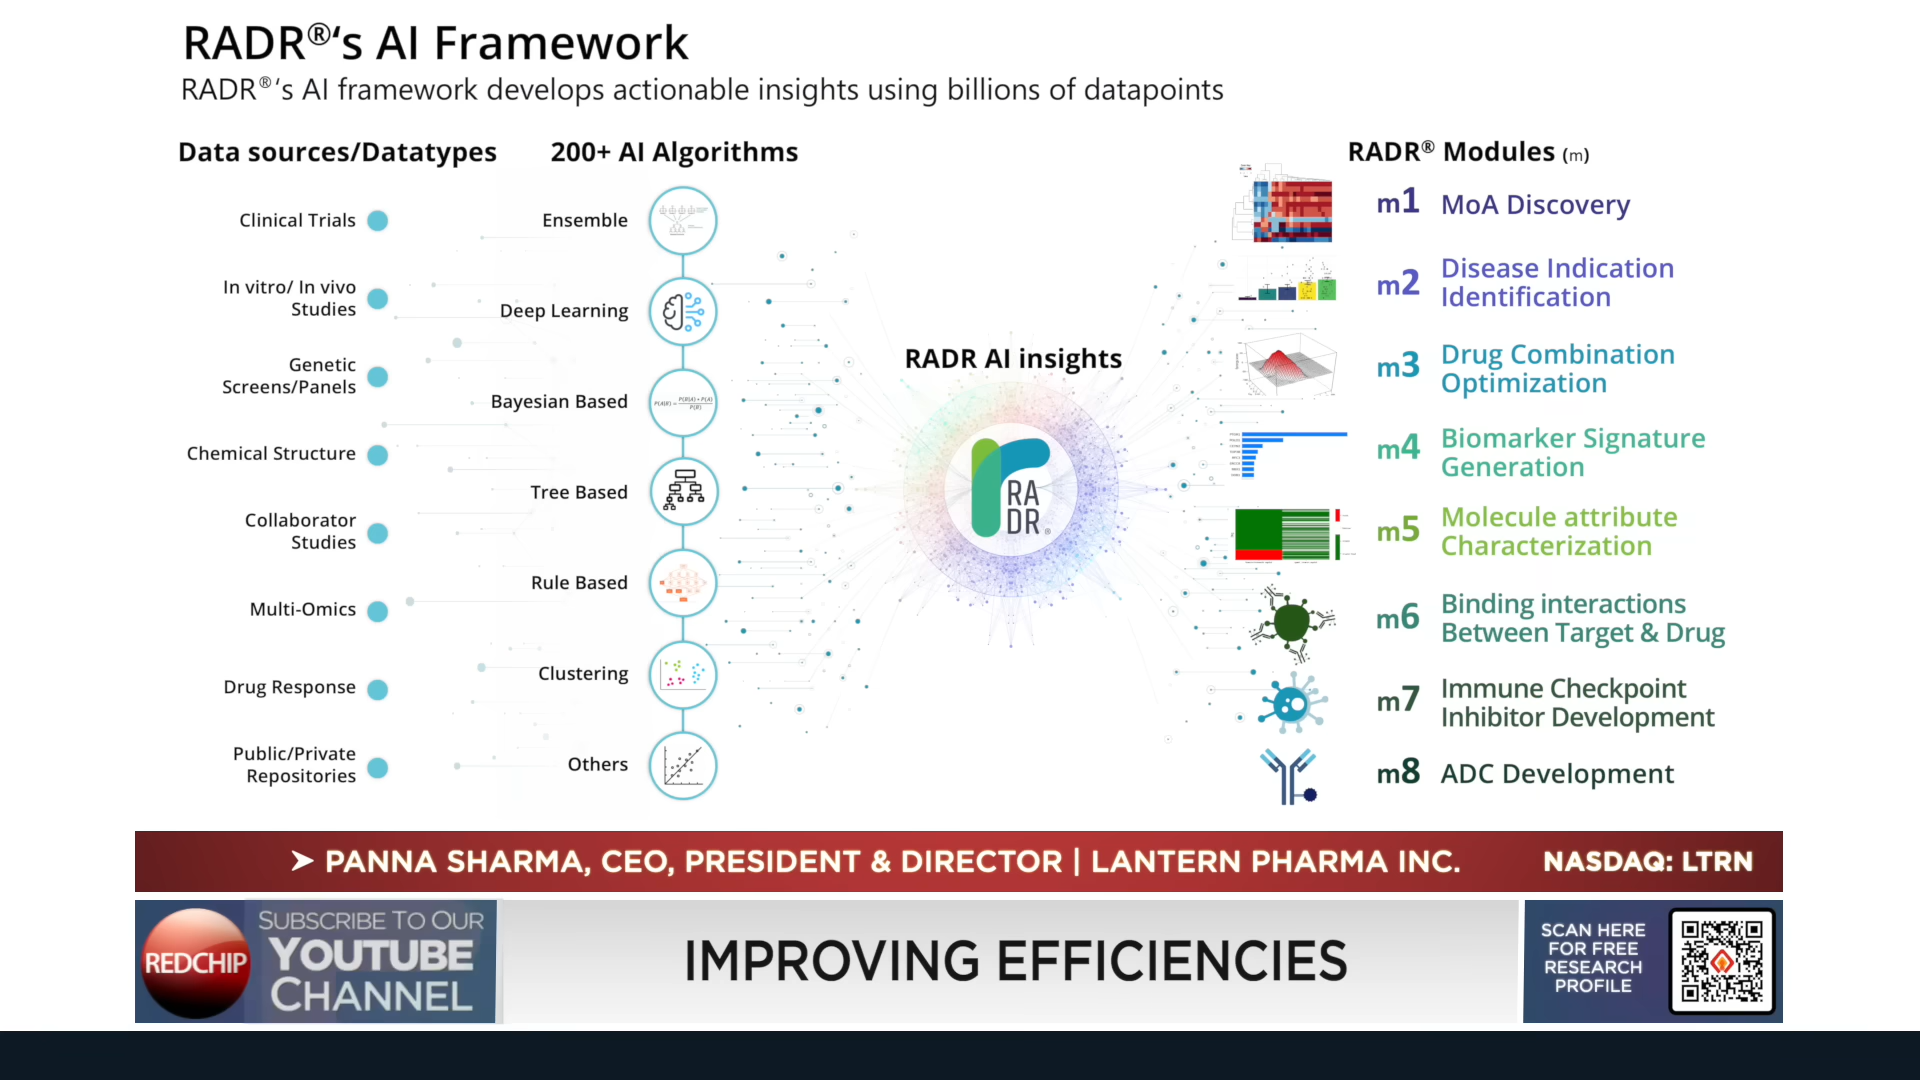 RADR®‘s AI Framework
RADR®‘s AI framework develops actionable insights using billions of datapoints
Data sources/Datatypes
Clinical Trials
In vitro/ In vivo
Studies
Genetic
Screens/Panels
Chemical Structure
Collaborator
Studies
Multi-Omics
Drug Response
Public/Private
Repositories
200+ AI Algorithms
Ensemble
Deep Learning
Bayesian Based
Tree Based
Rule Based
Clustering
Others
RADR AI insights
RA
DR®
RADR® Modules (m)
m1 MoA Discovery
m2 Disease Indication
Identification
m3 Drug Combination
Optimization
m4 Biomarker Signature
Generation
m5 Molecule attribute
Characterization
m6 Binding interactions
Between Target & Drug
m7 Immune Checkpoint
Inhibitor Development
m8 ADC Development
➤ PANNA SHARMA, CEO, PRESIDENT & DIRECTOR | LANTERN PHARMA INC. NASDAQ: LTRN
REDCHIP
SUBSCRIBE TO OUR
YOUTUBE
CHANNEL
IMPROVING EFFICIENCIES
SCAN HERE
FOR FREE
RESEARCH
PROFILE